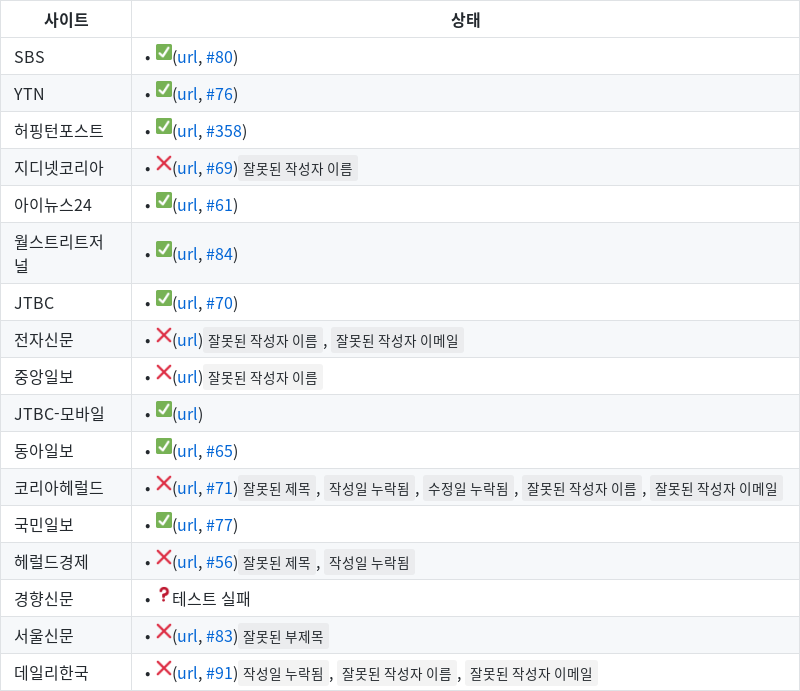 사이트 상태
SBS • ✅(url, #80)
YTN • ✅(url, #76)
허핑턴포스트 • ✅(url, #358)
지디넷코리아 • ❌(url, #69) 잘못된 작성자 이름
아이뉴스24 • ✅(url, #61)
월스트리트저
널 • ✅(url, #84)
JTBC • ✅(url, #70)
전자신문 • ❌(url) 잘못된 작성자 이름 , 잘못된 작성자 이메일
중앙일보 • ❌(url) 잘못된 작성자 이름
JTBC-모바일 • ✅(url)
동아일보 • ✅(url, #65)
코리아헤럴드 • ❌(url, #71) 잘못된 제목 , 작성일 누락됨 , 수정일 누락됨 , 잘못된 작성자 이름 , 잘못된 작성자 이메일
국민일보 • ✅(url, #77)
헤럴드경제 • ❌(url, #56) 잘못된 제목 , 작성일 누락됨
경향신문 • ❓테스트 실패
서울신문 • ❌(url, #83) 잘못된 부제목
데일리한국 • ❌(url, #91) 작성일 누락됨 , 잘못된 작성자 이름 , 잘못된 작성자 이메일